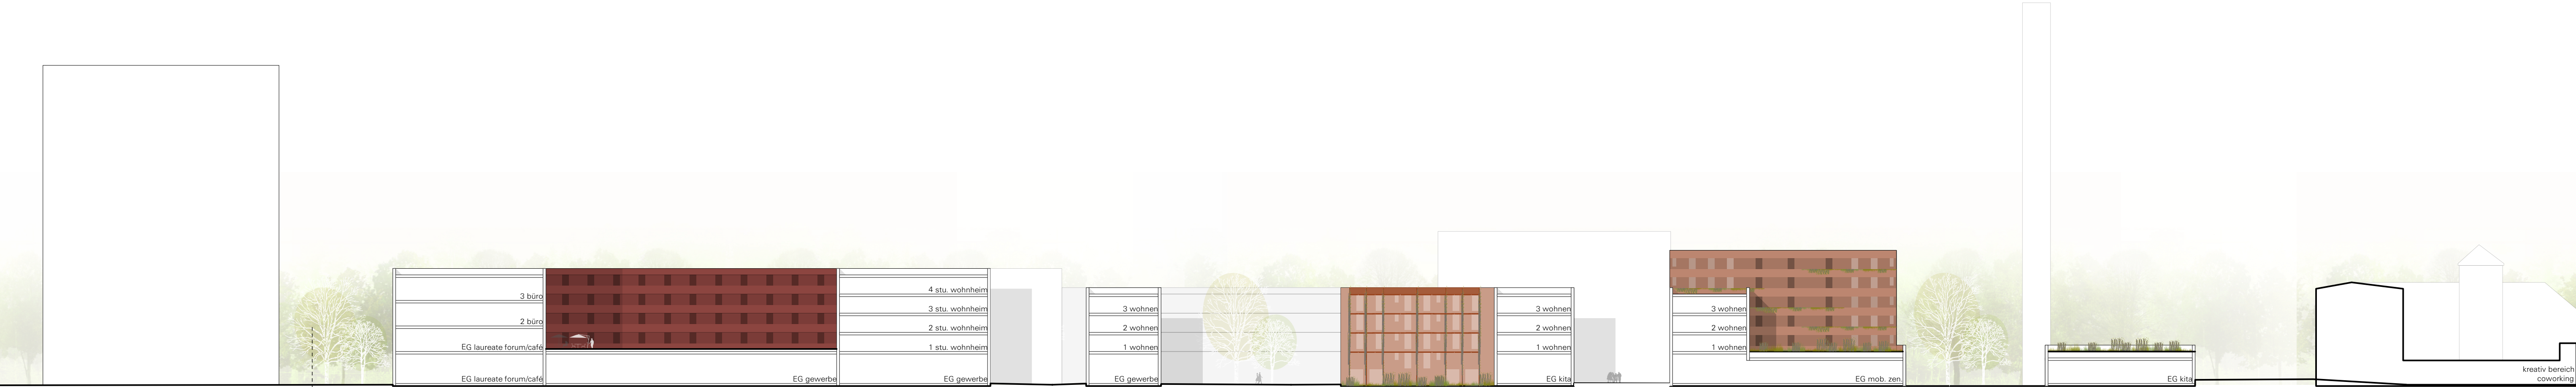 3 büro
2 büro
EG laureate forum/café
EG laureate forum/café
EG gewerbe
4 stu. wohnheim
3 stu. wohnheim
2 stu. wohnheim
1 stu. wohnheim
EG gewerbe
3 wohnen
2 wohnen
1 wohnen
EG gewerbe
3 wohnen
2 wohnen
1 wohnen
EG kita
3 wohnen
2 wohnen
1 wohnen
EG mob. zen.
EG kita
kreativ bereich
coworking